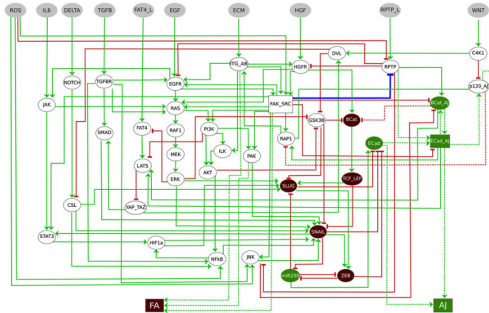 ROS IL6 DELTA TGFB FAT4_L EGF ECM HGF RPTP_L WNT
DVL C4K1
ITG_AB HGFR RPTP
NOTCH TGFBR EGFR p120_AJ
JAK RAS FAK_SRC BCat_AJ
SMAD FAT4 RAF1 PI3K GSK3B BCat
RAP1 ECad ECad_AJ
MEK ILK PAK
LATS AKT
ERK SLUG TCF_LEF
CSL YAP_TAZ
STAT3 HIF1a SNAIL
NFkB JNK
miR200 ZEB
FA AJ